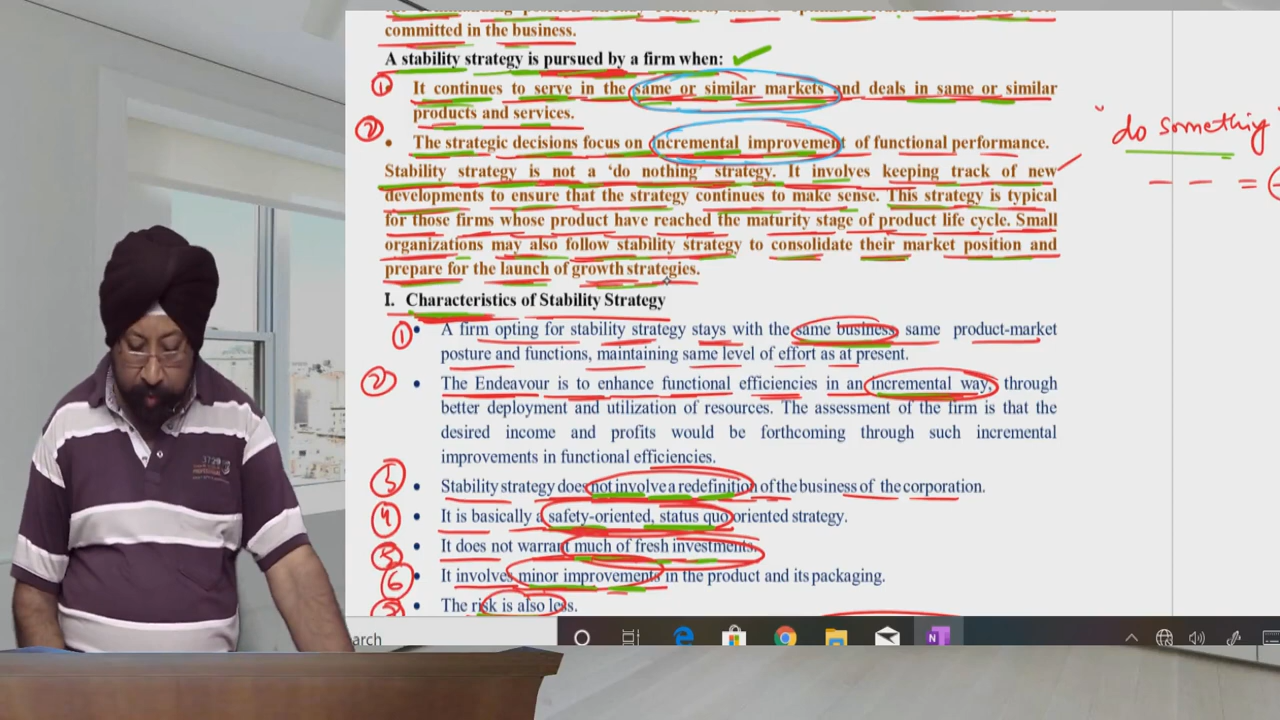 committed in the business.
A stability strategy is pursued by a firm when:
1. It continues to serve in the same or similar markets and deals in same or similar
products and services.
2 • The strategic decisions focus on incremental improvement of functional performance.
Stability strategy is not a ‘do nothing’ strategy. It involves keeping track of new
developments to ensure that the strategy continues to make sense. This strategy is typical
for those firms whose product have reached the maturity stage of product life cycle. Small
organizations may also follow stability strategy to consolidate their market position and
prepare for the launch of growth strategies.
"do something"
I. Characteristics of Stability Strategy
1 • A firm opting for stability strategy stays with the same business, same product-market
posture and functions, maintaining same level of effort as at present.
2 • The Endeavour is to enhance functional efficiencies in an incremental way, through
better deployment and utilization of resources. The assessment of the firm is that the
desired income and profits would be forthcoming through such incremental
improvements in functional efficiencies.
3 • Stability strategy does not involve a redefinition of the business of the corporation.
4 • It is basically a safety-oriented, status quo oriented strategy.
5 • It does not warrant much of fresh investments.
6 • It involves minor improvements in the product and its packaging.
7 • The risk is also less.
arch